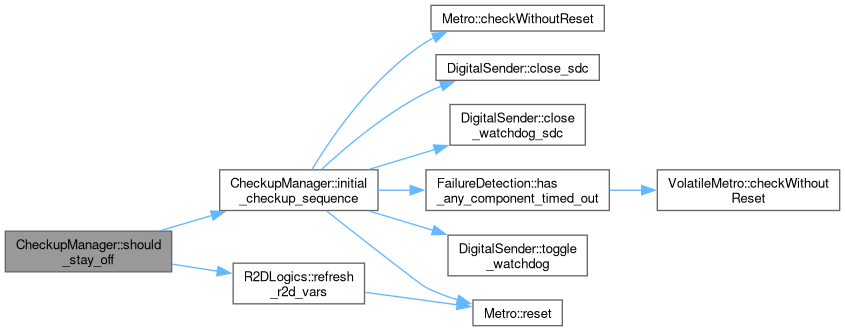 CheckupManager::should
_stay_off
CheckupManager::initial
_checkup_sequence
R2DLogics::refresh
_r2d_vars
Metro::checkWithoutReset
DigitalSender::close_sdc
DigitalSender::close
_watchdog_sdc
FailureDetection::has
_any_component_timed_out
DigitalSender::toggle
_watchdog
Metro::reset
VolatileMetro::checkWithout
Reset